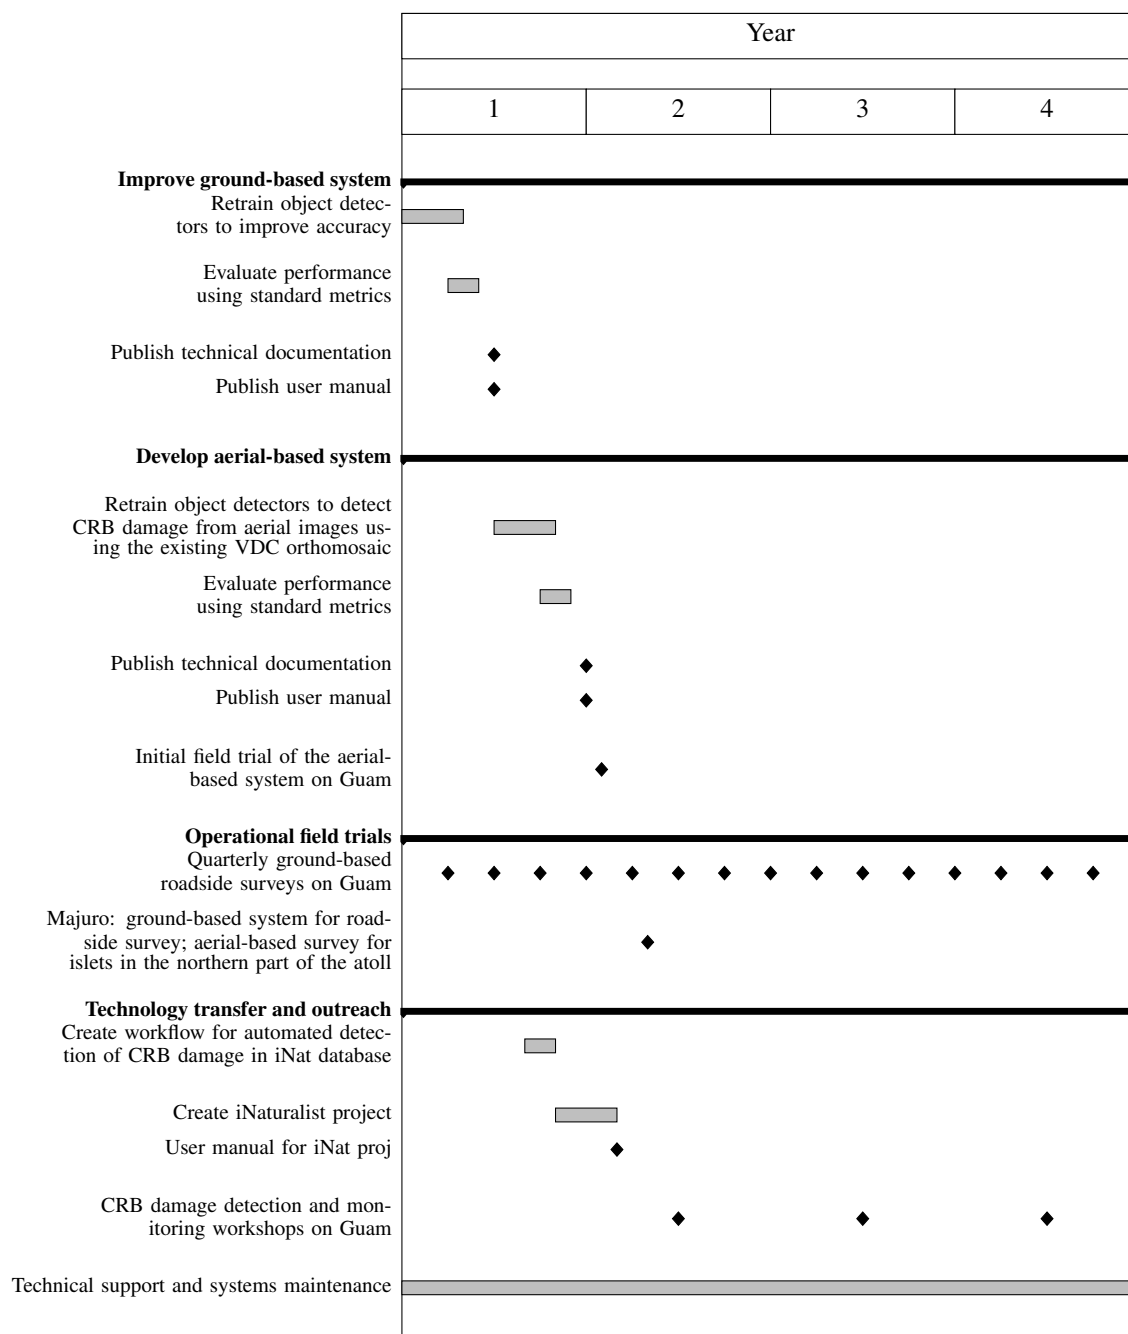 Year
1 2 3 4
Improve ground-based system
Retrain object detec-
tors to improve accuracy
Evaluate performance
using standard metrics
Publish technical documentation
Publish user manual
Develop aerial-based system
Retrain object detectors to detect
CRB damage from aerial images us-
ing the existing VDC orthomosaic
Evaluate performance
using standard metrics
Publish technical documentation
Publish user manual
Initial field trial of the aerial-
based system on Guam
Operational field trials
Quarterly ground-based
roadside surveys on Guam
Majuro: ground-based system for road-
side survey; aerial-based survey for
islets in the northern part of the atoll
Technology transfer and outreach
Create workflow for automated detec-
tion of CRB damage in iNat database
Create iNaturalist project
User manual for iNat proj
CRB damage detection and mon-
itoring workshops on Guam
Technical support and systems maintenance